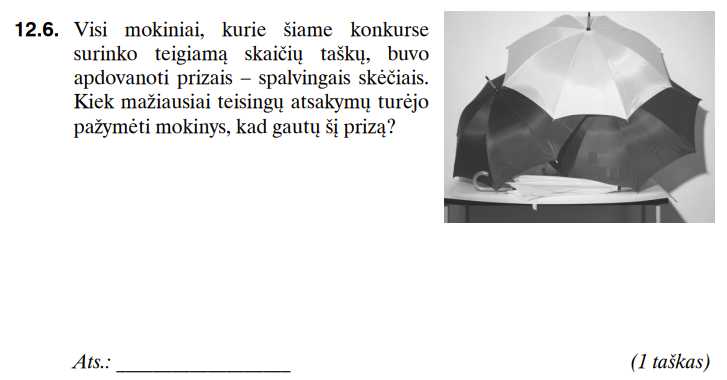 12.6. Visi mokiniai, kurie šiame konkurse
surinko teigiamą skaičių taškų, buvo
apdovanoti prizais – spalvingais skėčiais.
Kiek mažiausiai teisingų atsakymų turėjo
pažymėti mokinys, kad gautų šį prizą?
Ats.: ___________________ (1 taškas)